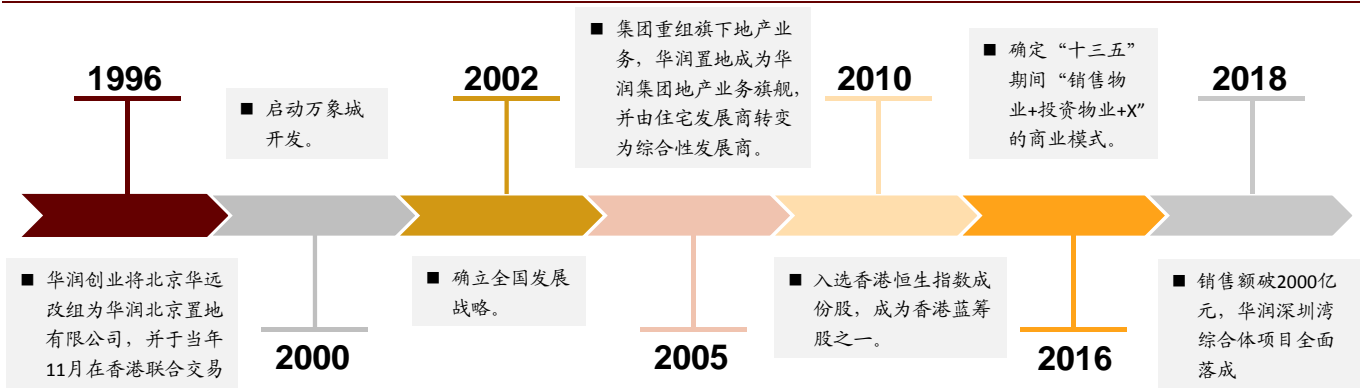 1996
■ 华润创业将北京华远
改组为华润北京置地
有限公司，并于当年
11月在香港联合交易
■ 启动万象城
开发。
2000
2002
■ 确立全国发展
战略。
■ 集团重组旗下地产业
务，华润置地成为华
润集团地产业务旗舰，
并由住宅发展商转变
为综合性发展商。
2005
2010
■ 入选香港恒生指数成
份股，成为香港蓝筹
股之一。
■ 确定“十三五”
期间“销售物
业+投资物业+X”
的商业模式。
2016
2018
■ 销售额破2000亿
元，华润深圳湾
综合体项目全面
落成